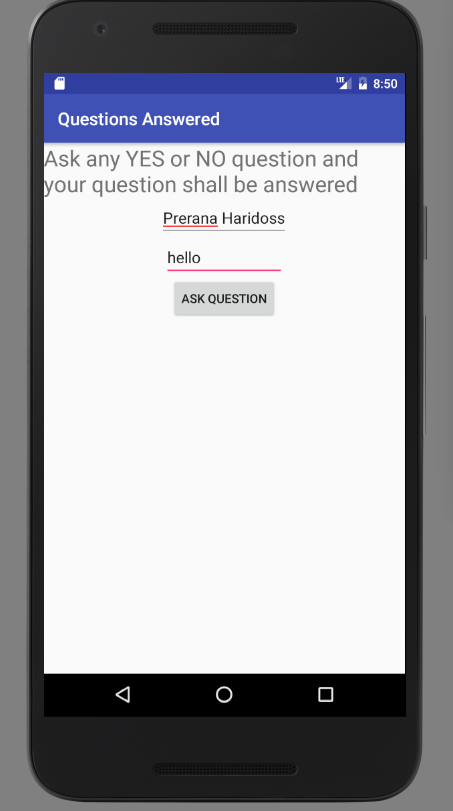 LTE 8:50
Questions Answered
Ask any YES or NO question and
your question shall be answered
Prerana Haridoss
hello
ASK QUESTION